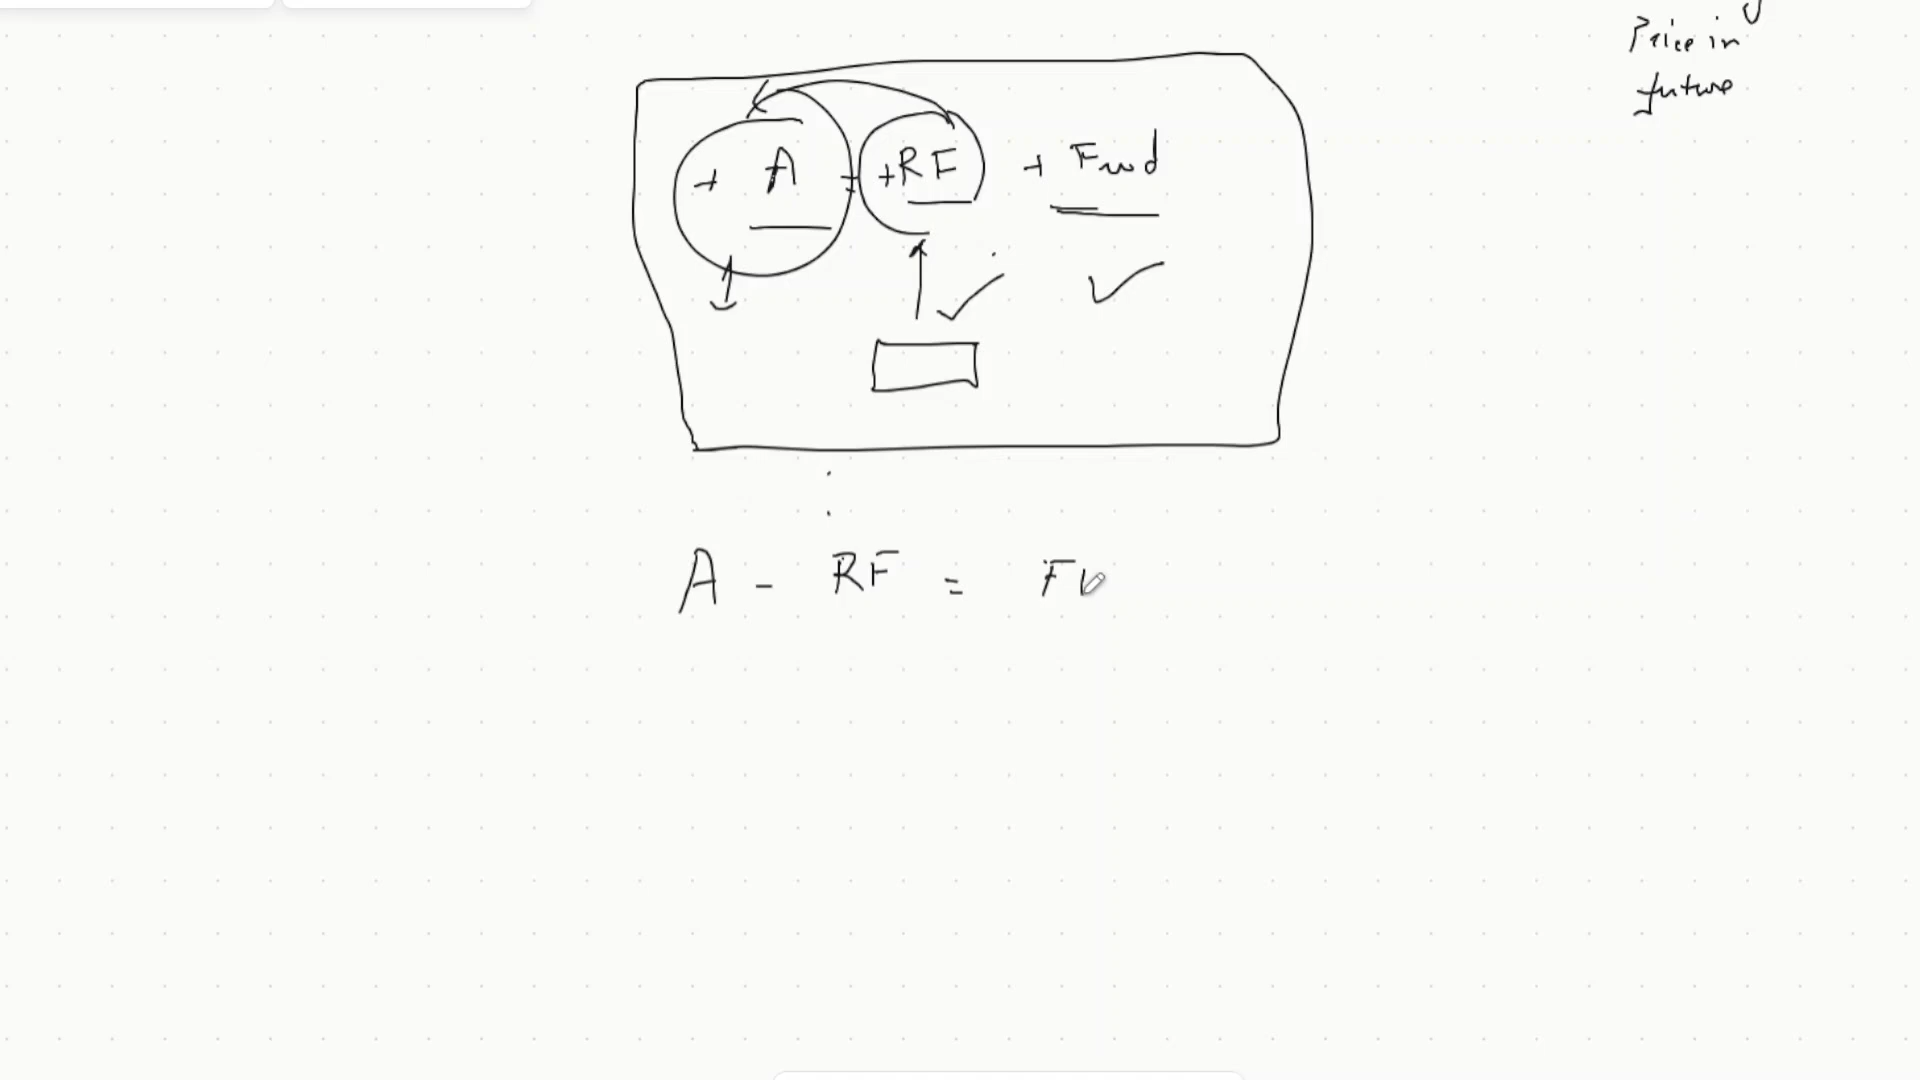 Price in
future
+ A = +RF + Fwd
A - RF = F